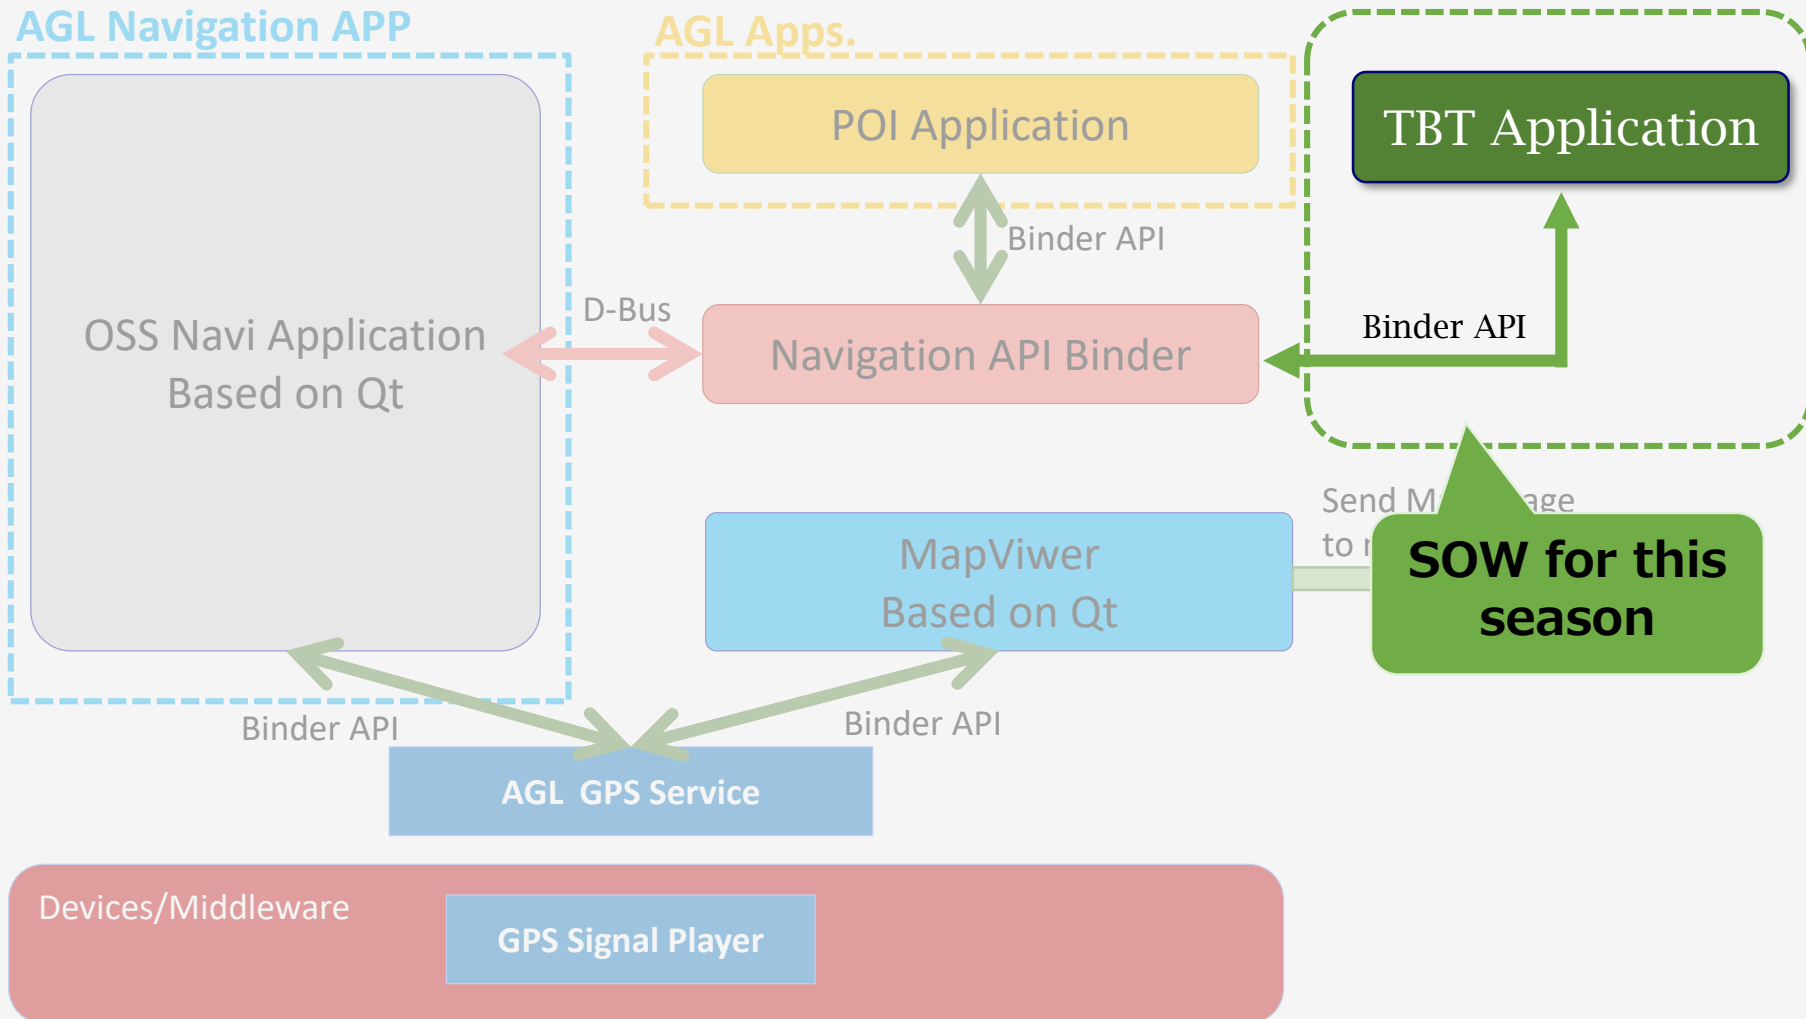 AGL Navigation APP
AGL Apps.
POI Application
TBT Application
Binder API
D-Bus
Binder API
OSS Navi Application
Based on Qt
Navigation API Binder
Send
to
MapViwer
Based on Qt
SOW for this
season
Binder API
Binder API
AGL GPS Service
Devices/Middleware
GPS Signal Player